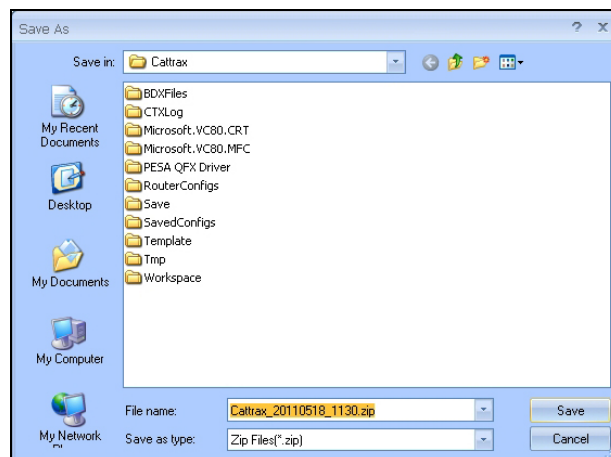 Save As
Save in: Cattrax
My Recent
Documents
Desktop
My Documents
My Computer
My Network
BDXFiles
CTXLog
Microsoft.VC80.CRT
Microsoft.VC80.MFC
PESA QFX Driver
RouterConfigs
Save
SavedConfigs
Template
Tmp
Workspace
File name: Cattrax_20110518_1130.zip Save
Save as type: Zip Files(*.zip) Cancel